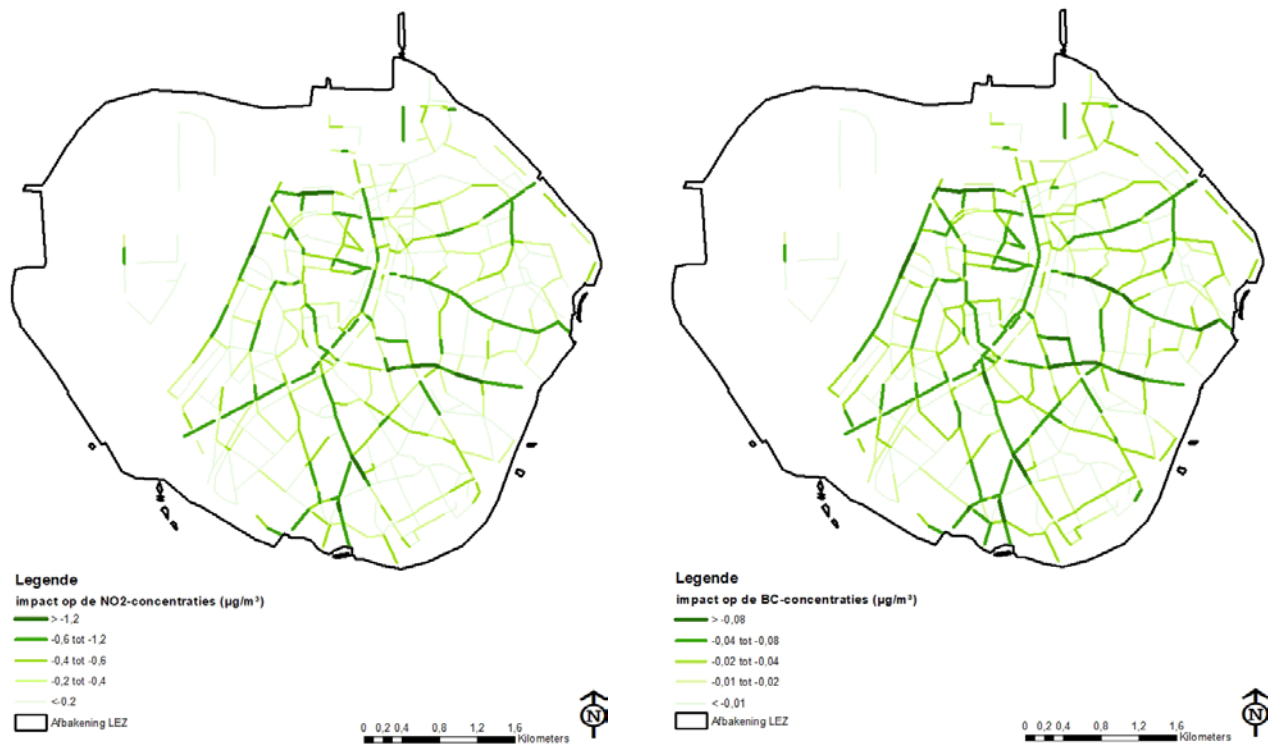 Legende
impact op de NO2-concentraties (µg/m³)
> -1,2
-0,6 tot -1,2
-0,4 tot -0,6
-0,2 tot -0,4
<-0.2
Afbakening LEZ
0 0,2 0,4 0,8 1,2 1,6
Kilometers
N
Legende
impact op de BC-concentraties (µg/m³)
> -0,08
-0,04 tot -0,08
-0,02 tot -0,04
-0,01 tot -0,02
< -0,01
Afbakening LEZ
0 0,2 0,4 0,8 1,2 1,6
Kilometers
N